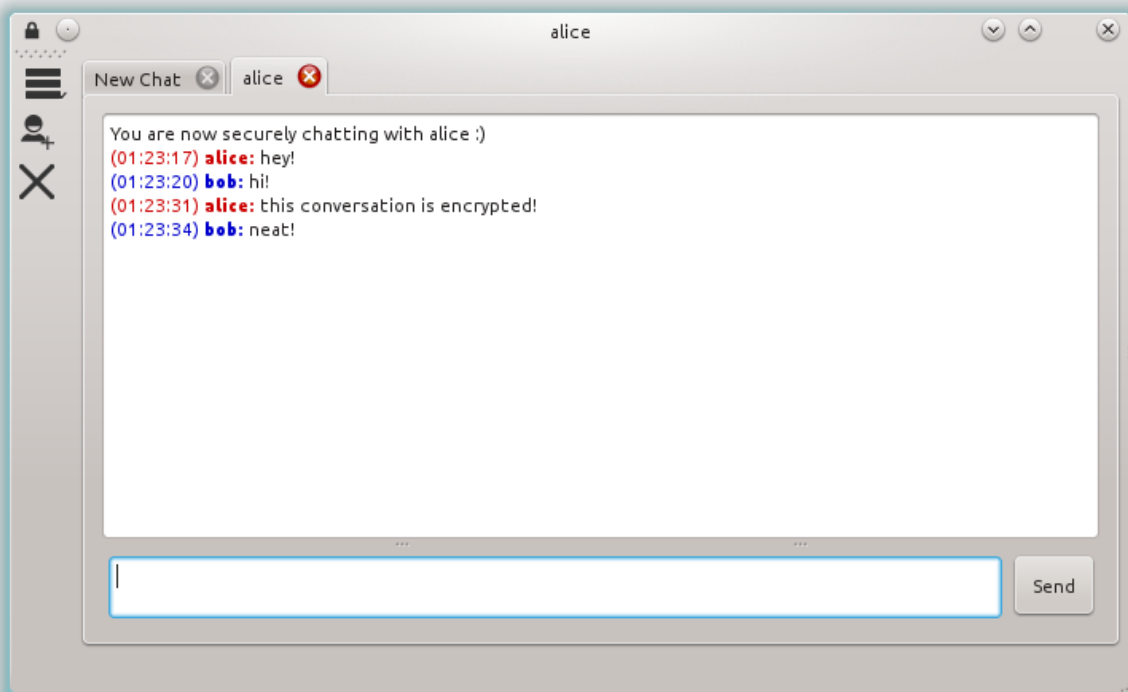 alice
New Chat
alice
You are now securely chatting with alice :)
(01:23:17) alice: hey!
(01:23:20) bob: hi!
(01:23:31) alice: this conversation is encrypted!
(01:23:34) bob: neat!
Send